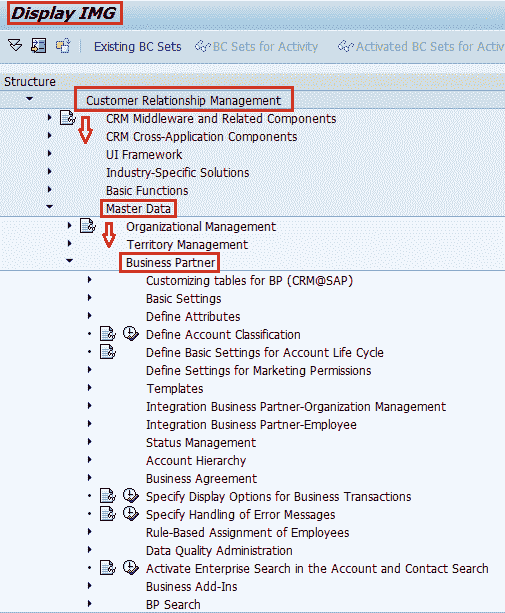 Display IMG
Existing BC Sets BC Sets for Activity Activated BC Sets for Activ
Structure
Customer Relationship Management
CRM Middleware and Related Components
CRM Cross-Application Components
UI Framework
Industry-Specific Solutions
Basic Functions
Master Data
Organizational Management
Territory Management
Business Partner
Customizing tables for BP (CRM@SAP)
Basic Settings
Define Attributes
Define Account Classification
Define Basic Settings for Account Life Cycle
Define Settings for Marketing Permissions
Templates
Integration Business Partner-Organization Management
Integration Business Partner-Employee
Status Management
Account Hierarchy
Business Agreement
Specify Display Options for Business Transactions
Specify Handling of Error Messages
Rule-Based Assignment of Employees
Data Quality Administration
Activate Enterprise Search in the Account and Contact Search
Business Add-Ins
BP Search